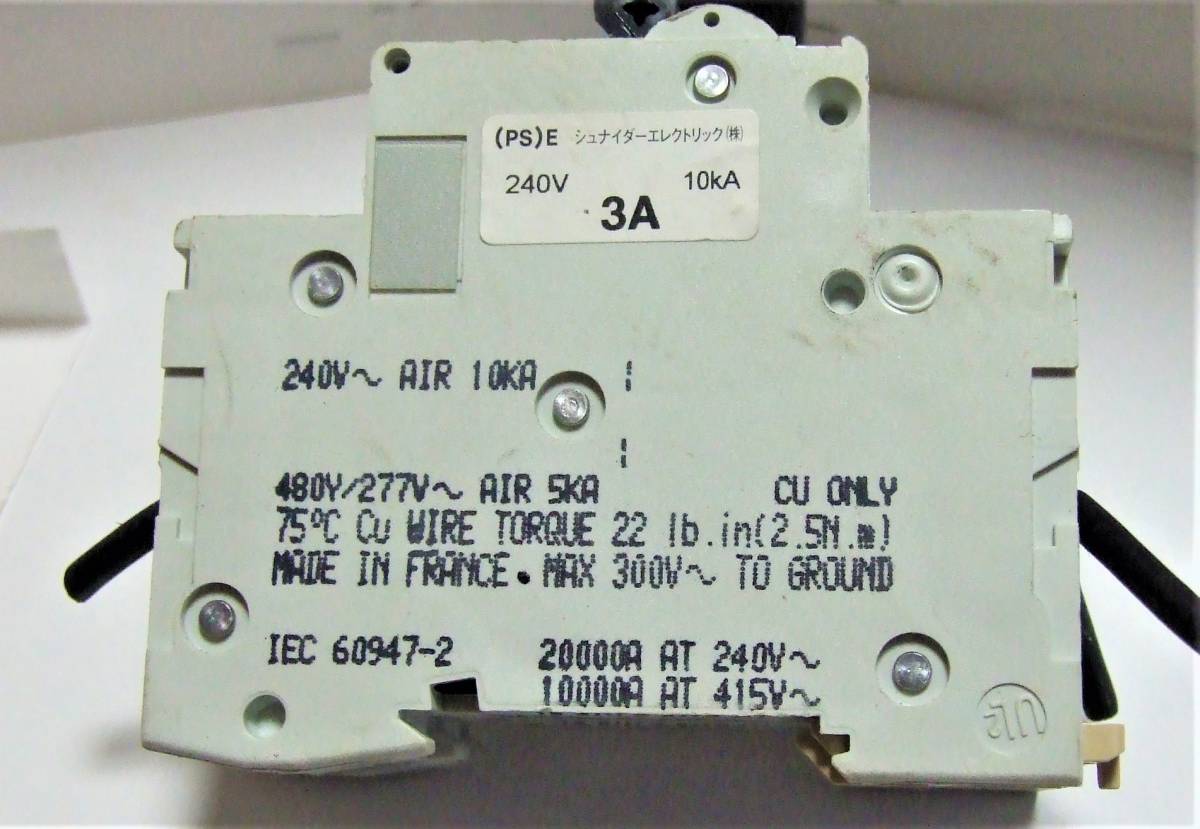 (PS)E シュナイダーエレクトリック㈱
240V 10kA
3A
240V~ AIR 10KA
480Y/277V~ AIR 5KA CU ONLY
75ºC Cu WIRE TORQUE 22 lb.in(2.5N.m)
MADE IN FRANCE. MAX 300V~ TO GROUND
IEC 60947-2 20000A AT 240V~
10000A AT 415V~